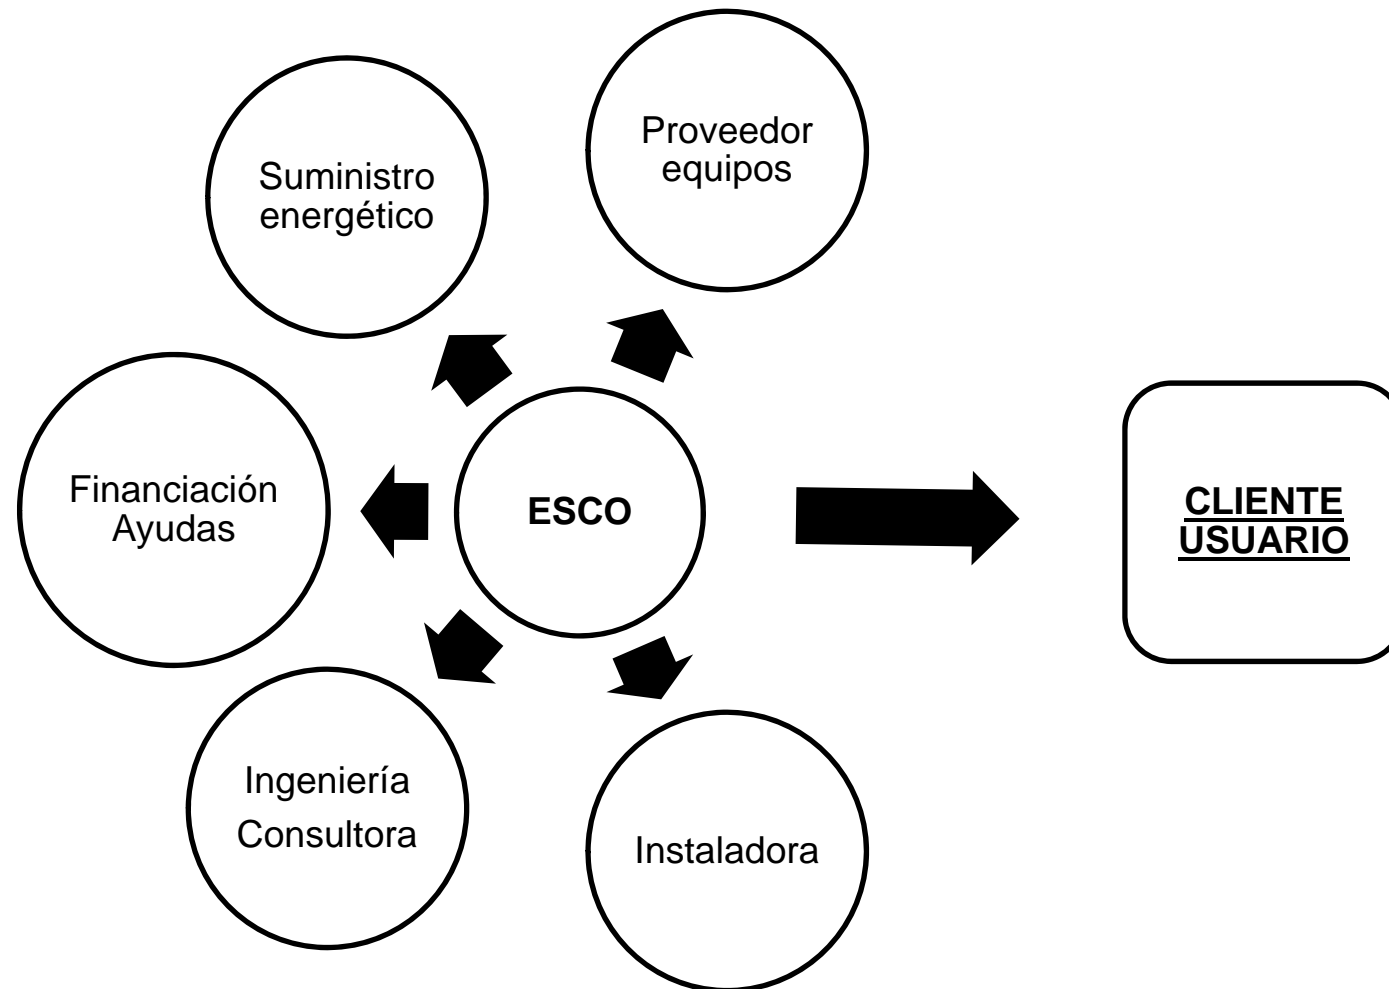 Proveedor
equipos
Suministro
energético
Financiación
Ayudas
ESCO
CLIENTE
USUARIO
Ingeniería
Consultora
Instaladora